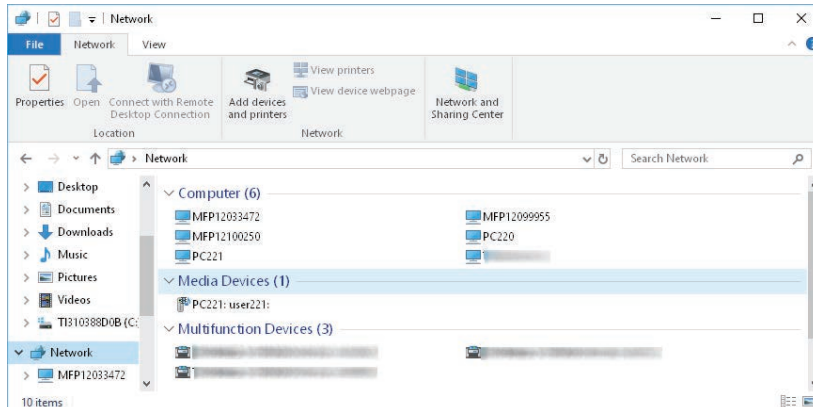 Network
File Network View
Properties
Open
Connect with Remote Desktop Connection
Location
Add devices and printers
View printers
View device webpage
Network
Network and Sharing Center
Network
Search Network
Desktop
Documents
Downloads
Music
Pictures
Videos
TI310388D0B (C:
Network
MFP12033472
Computer (6)
MFP12033472
MFP12099955
MFP12100250
PC220
PC221
Media Devices (1)
PC221: user221:
Multifunction Devices (3)
10 items